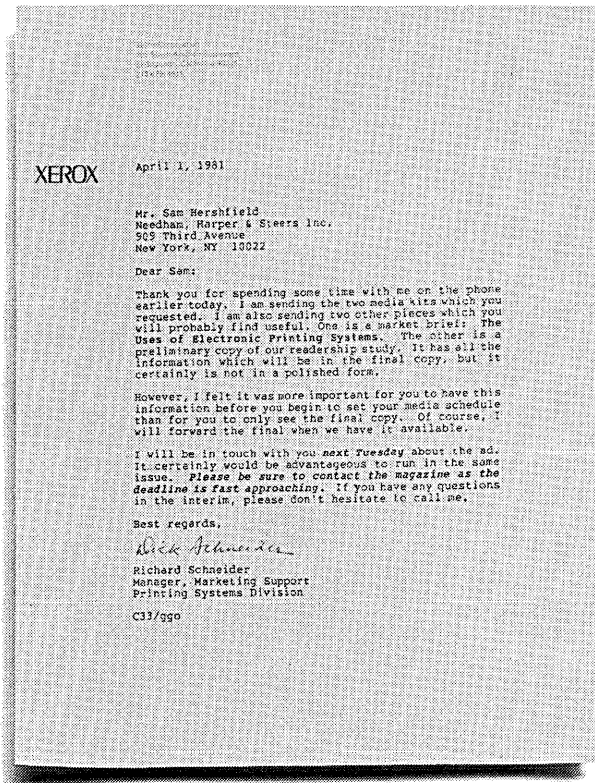 XEROX
April 1, 1981
Mr. Sam Hershfield
Needham, Harper & Steers Inc.
909 Third Avenue
New York, NY 10022
Dear Sam:
Thank you for spending some time with me on the phone
earlier today. I am sending the two media kits which you
requested. I am also sending two other pieces which you
will probably find useful. One is a market brief: The
Uses of Electronic Printing Systems. The other is a
preliminary copy of our readership study. It has all the
information which will be in the final copy, but it
certainly is not in a polished form.
However, I felt it was more important for you to have this
information before you begin to set your media schedule
than for you to only see the final copy. Of course, I
will forward the final when we have it available.
I will be in touch with you next Tuesday about the ad.
It certainly would be advantageous to run in the same
issue. Please be sure to contact the magazine as the
deadline is fast approaching. If you have any questions
in the interim, please don't hesitate to call me.
Best regards,
Dick Schneider
Richard Schneider
Manager, Marketing Support
Printing Systems Division
C33/ggo